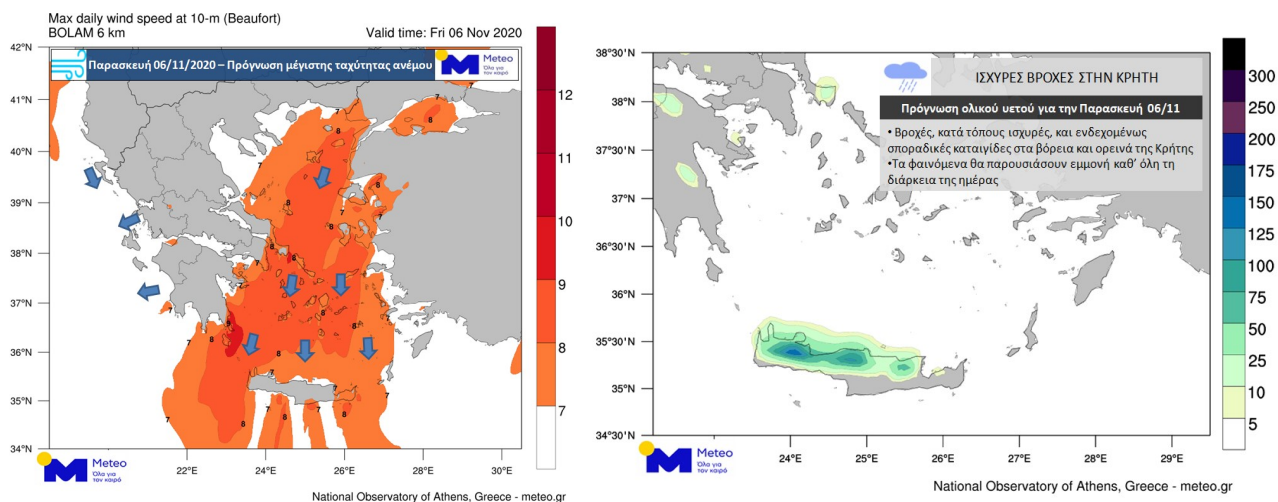 Max daily wind speed at 10-m (Beaufort)
BOLAM 6 km
Valid time: Fri 06 Nov 2020
Παρασκευή 06/11/2020 – Πρόγνωση μέγιστης ταχύτητας ανέμου
Meteo
Όλα για
τον καιρό
42°N
41°N
40°N
39°N
38°N
37°N
36°N
35°N
34°N
22°E
24°E
26°E
28°E
30°E
12
11
10
9
8
7
Meteo
Όλα για
τον καιρό
National Observatory of Athens, Greece - meteo.gr
38°30'N
38°N
37°30'N
37°N
36°30'N
36°N
35°30'N
35°N
34°30'N
24°E
25°E
26°E
27°E
28°E
29°E
ΙΣΧΥΡΕΣ ΒΡΟΧΕΣ ΣΤΗΝ ΚΡΗΤΗ
Πρόγνωση ολικού υετού για την Παρασκευή 06/11
• Βροχές, κατά τόπους ισχυρές, και ενδεχομένως
σποραδικές καταιγίδες στα βόρεια και ορεινά της Κρήτης
•Τα φαινόμενα θα παρουσιάσουν εμμονή καθ' όλη τη
διάρκεια της ημέρας
300
250
200
175
150
125
100
75
50
25
10
5
Meteo
Όλα για
τον καιρό
National Observatory of Athens, Greece - meteo.gr